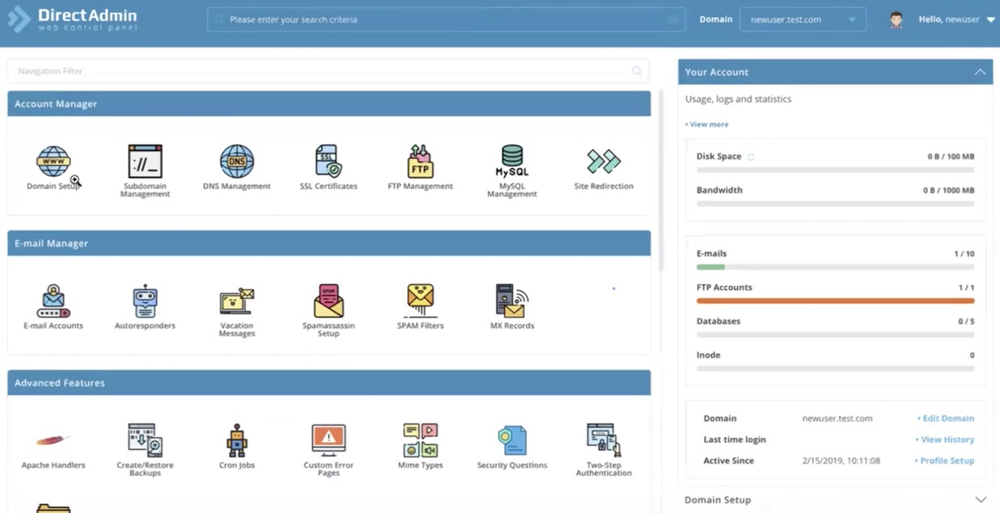 DirectAdmin
web control panel
Please enter your search criteria
Domain
newuser.test.com
Hello, newuser
Navigation Filter
Account Manager
WWW
://_
DNS
SSL
FTP
MySQL
Domain Setup
Subdomain
Management
DNS Management
SSL Certificates
FTP Management
MySQL
Management
Site Redirection
E-mail Manager
SPAM
E-mail Accounts
Autoresponders
Vacation
Messages
Spamassassin
Setup
SPAM Filters
MX Records
Advanced Features
Apache Handlers
Create/Restore
Backups
Cron Jobs
Custom Error
Pages
Mime Types
Security Questions
Two-Step
Authentication
Your Account
Usage, logs and statistics
• View more
Disk Space
0 B / 100 MB
Bandwidth
0 B / 1000 MB
E-mails
1 / 10
FTP Accounts
1 / 1
Databases
0 / 5
Inode
0
Domain
newuser.test.com
• Edit Domain
Last time login
• View History
Active Since
2/15/2019, 10:11:08
• Profile Setup
Domain Setup